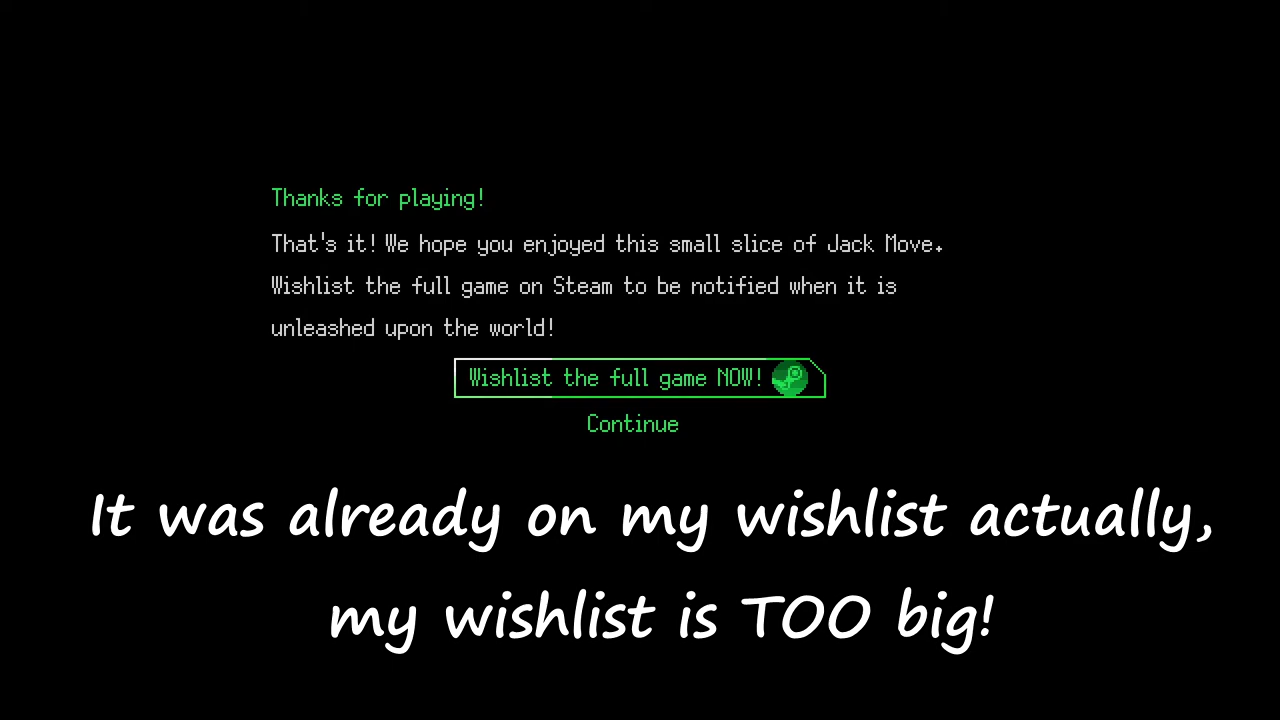 Thanks for playing!
That's it! We hope you enjoyed this small slice of Jack Move.
Wishlist the full game on Steam to be notified when it is
unleashed upon the world!
Wishlist the full game NOW!
Continue
It was already on my wishlist actually,
my wishlist is TOO big!